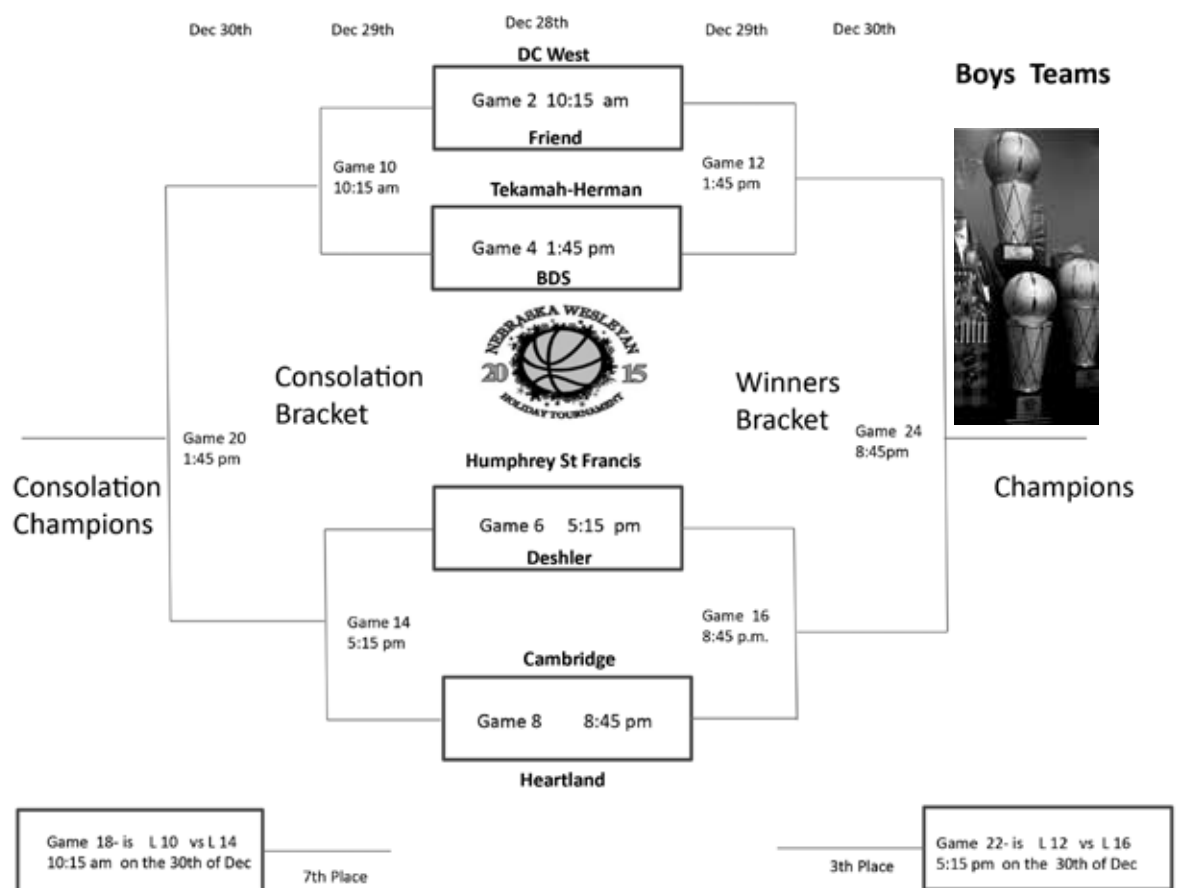 Dec 30th
Dec 29th
Dec 28th
Dec 29th
Dec 30th
DC West
Boys Teams
Game 2 10:15 am
Friend
Game 10
10:15 am
Game 12
1:45 pm
Tekamah-Herman
Game 4 1:45 pm
BDS
NEBRASKA WESLEYAN
20 15
HOLIDAY TOURNAMENT
Consolation
Bracket
Winners
Bracket
Game 20
1:45 pm
Game 24
8:45pm
Humphrey St Francis
Consolation
Champions
Champions
Game 6 5:15 pm
Deshler
Game 14
5:15 pm
Game 16
8:45 p.m.
Cambridge
Game 8 8:45 pm
Heartland
Game 18- is L 10 vs L 14
10:15 am on the 30th of Dec
7th Place
3th Place
Game 22- is L 12 vs L 16
5:15 pm on the 30th of Dec